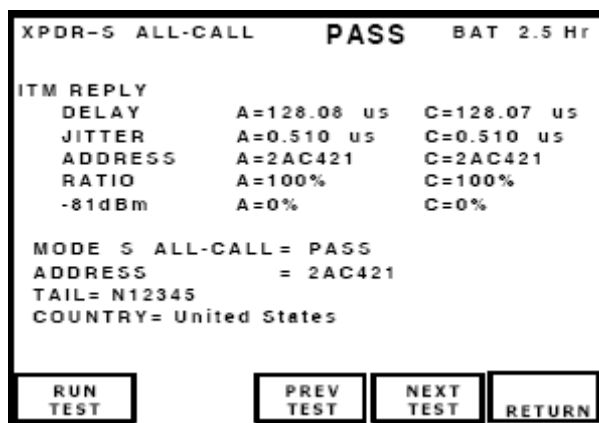 XPDR-S ALL-CALL PASS BAT 2.5 Hr
ITM REPLY
DELAY A=128.08 us C=128.07 us
JITTER A=0.510 us C=0.510 us
ADDRESS A=2AC421 C=2AC421
RATIO A=100% C=100%
-81dBm A=0% C=0%
MODE S ALL-CALL= PASS
ADDRESS = 2AC421
TAIL= N12345
COUNTRY= United States
RUN TEST PREV TEST NEXT TEST RETURN